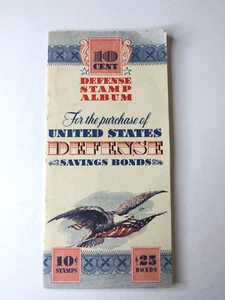 10
CENT
DEFENSE
STAMP
ALBUM
For the purchase of
UNITED STATES
DEFENSE
SAVINGS BONDS
10¢
STAMPS
$25
BONDS